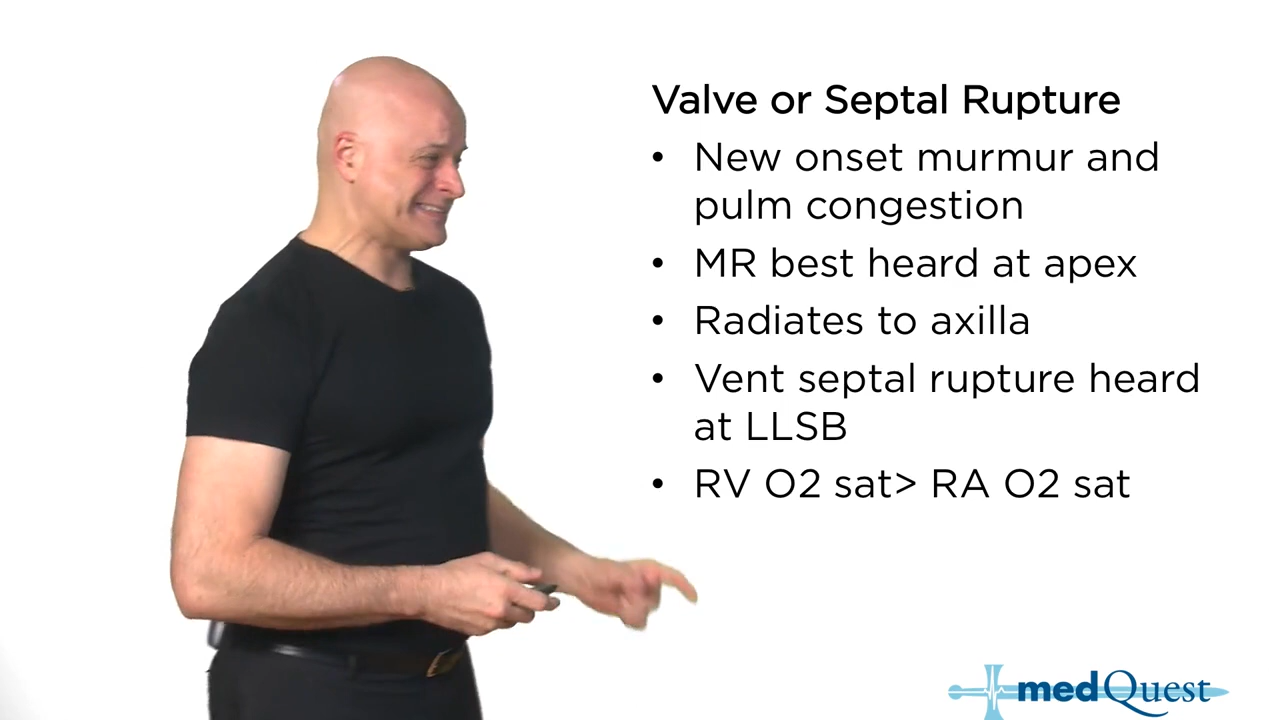 Valve or Septal Rupture
• New onset murmur and
pulm congestion
• MR best heard at apex
• Radiates to axilla
• Vent septal rupture heard
at LLSB
• RV O2 sat> RA O2 sat
medQuest